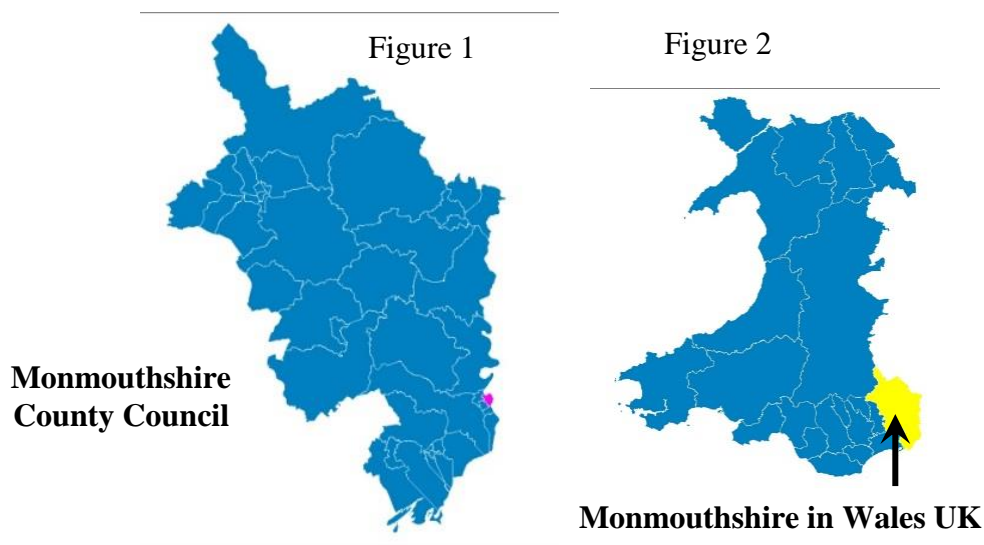 Figure 1
Figure 2
Monmouthshire
County Council
Monmouthshire in Wales UK